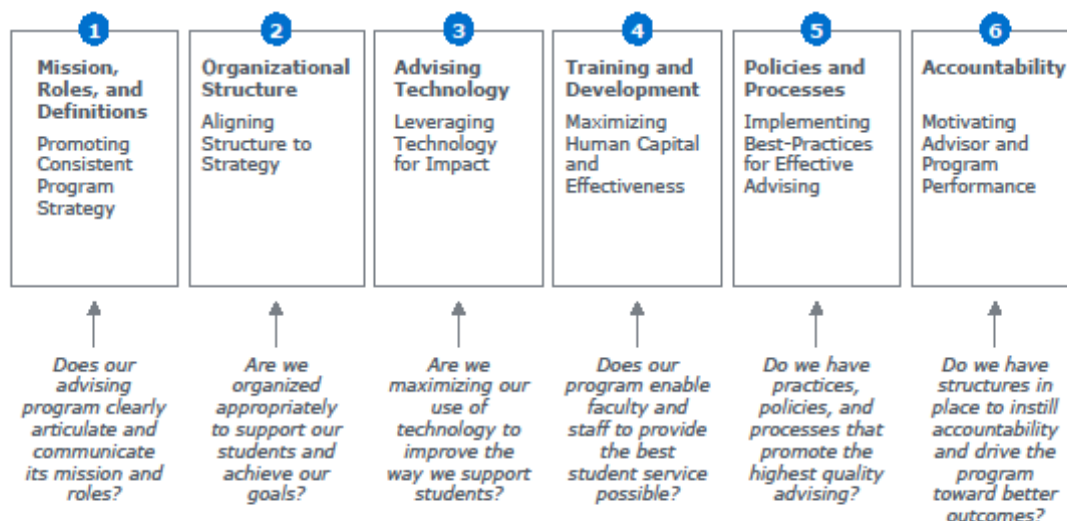 1
Mission,
Roles, and
Definitions
Promoting
Consistent
Program
Strategy
2
Organizational
Structure
Aligning
Structure to
Strategy
3
Advising
Technology
Leveraging
Technology
for Impact
4
Training and
Development
Maximizing
Human Capital
and
Effectiveness
5
Policies and
Processes
Implementing
Best-Practices
for Effective
Advising
6
Accountability
Motivating
Advisor and
Program
Performance
Does our
advising
program clearly
articulate and
communicate
its mission and
roles?
Are we
organized
appropriately
to support our
students and
achieve our
goals?
Are we
maximizing our
use of
technology to
improve the
way we support
students?
Does our
program enable
faculty and
staff to provide
the best
student service
possible?
Do we have
practices,
policies, and
processes that
promote the
highest quality
advising?
Do we have
structures in
place to instill
accountability
and drive the
program
toward better
outcomes?